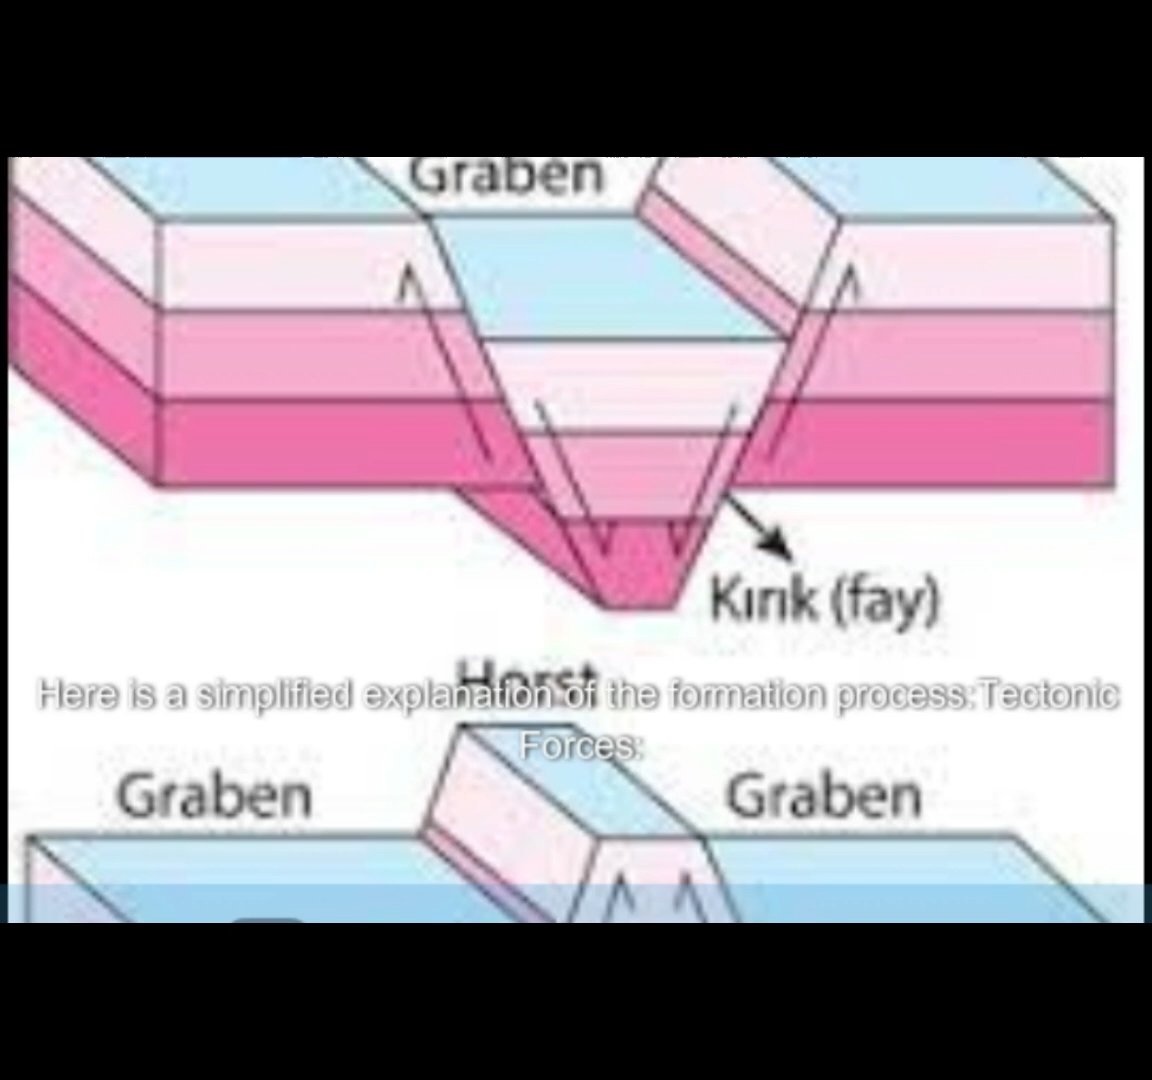 Graben
Kırık (fay)
Horst
Here is a simplified explanation of the formation process:Tectonic
Forces:
Graben
Graben